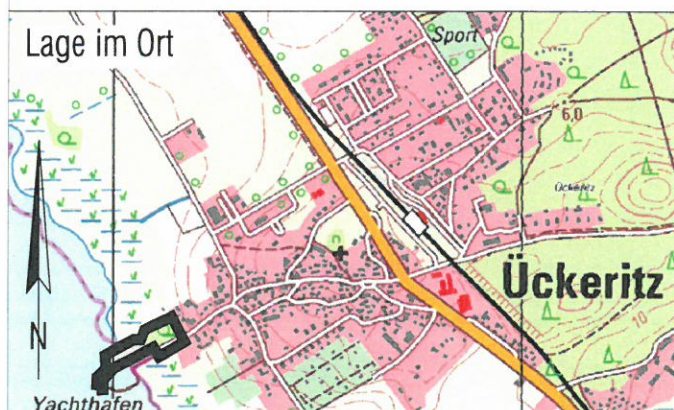 Lage im Ort
Sport
6,0
Ückeritz
Ückeritz
10
N
Yachthafen